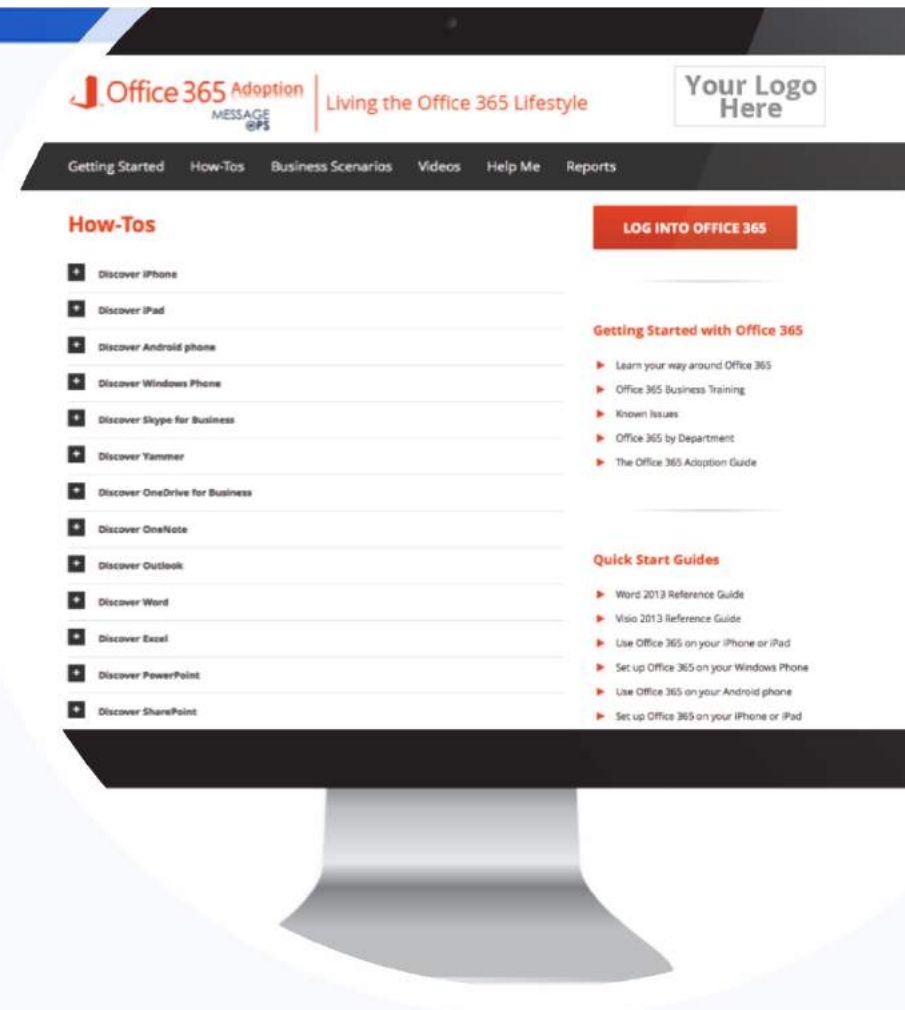 Office 365 Adoption
MESSAGE
OPS
Living the Office 365 Lifestyle
Your Logo
Here
Getting Started How-Tos Business Scenarios Videos Help Me Reports
How-Tos
Discover iPhone
Discover iPad
Discover Android phone
Discover Windows Phone
Discover Skype for Business
Discover Yammer
Discover OneDrive for Business
Discover OneNote
Discover Outlook
Discover Word
Discover Excel
Discover PowerPoint
Discover SharePoint
LOG INTO OFFICE 365
Getting Started with Office 365
Learn your way around Office 365
Office 365 Business Training
Known Issues
Office 365 by Department
The Office 365 Adoption Guide
Quick Start Guides
Word 2013 Reference Guide
Visio 2013 Reference Guide
Use Office 365 on your iPhone or iPad
Set up Office 365 on your Windows Phone
Use Office 365 on your Android phone
Set up Office 365 on your iPhone or iPad